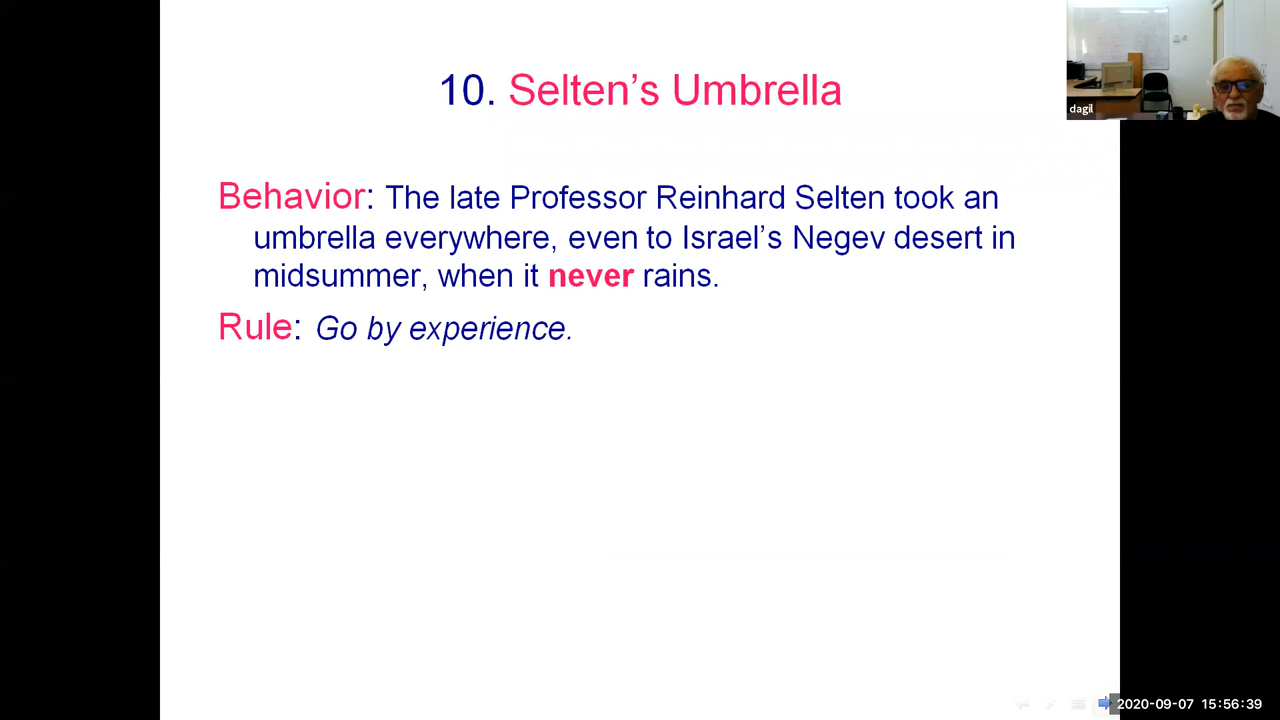 10. Selten’s Umbrella
dagil
Behavior: The late Professor Reinhard Selten took an
umbrella everywhere, even to Israel’s Negev desert in
midsummer, when it never rains.
Rule: Go by experience.
2020-09-07 15:56:39